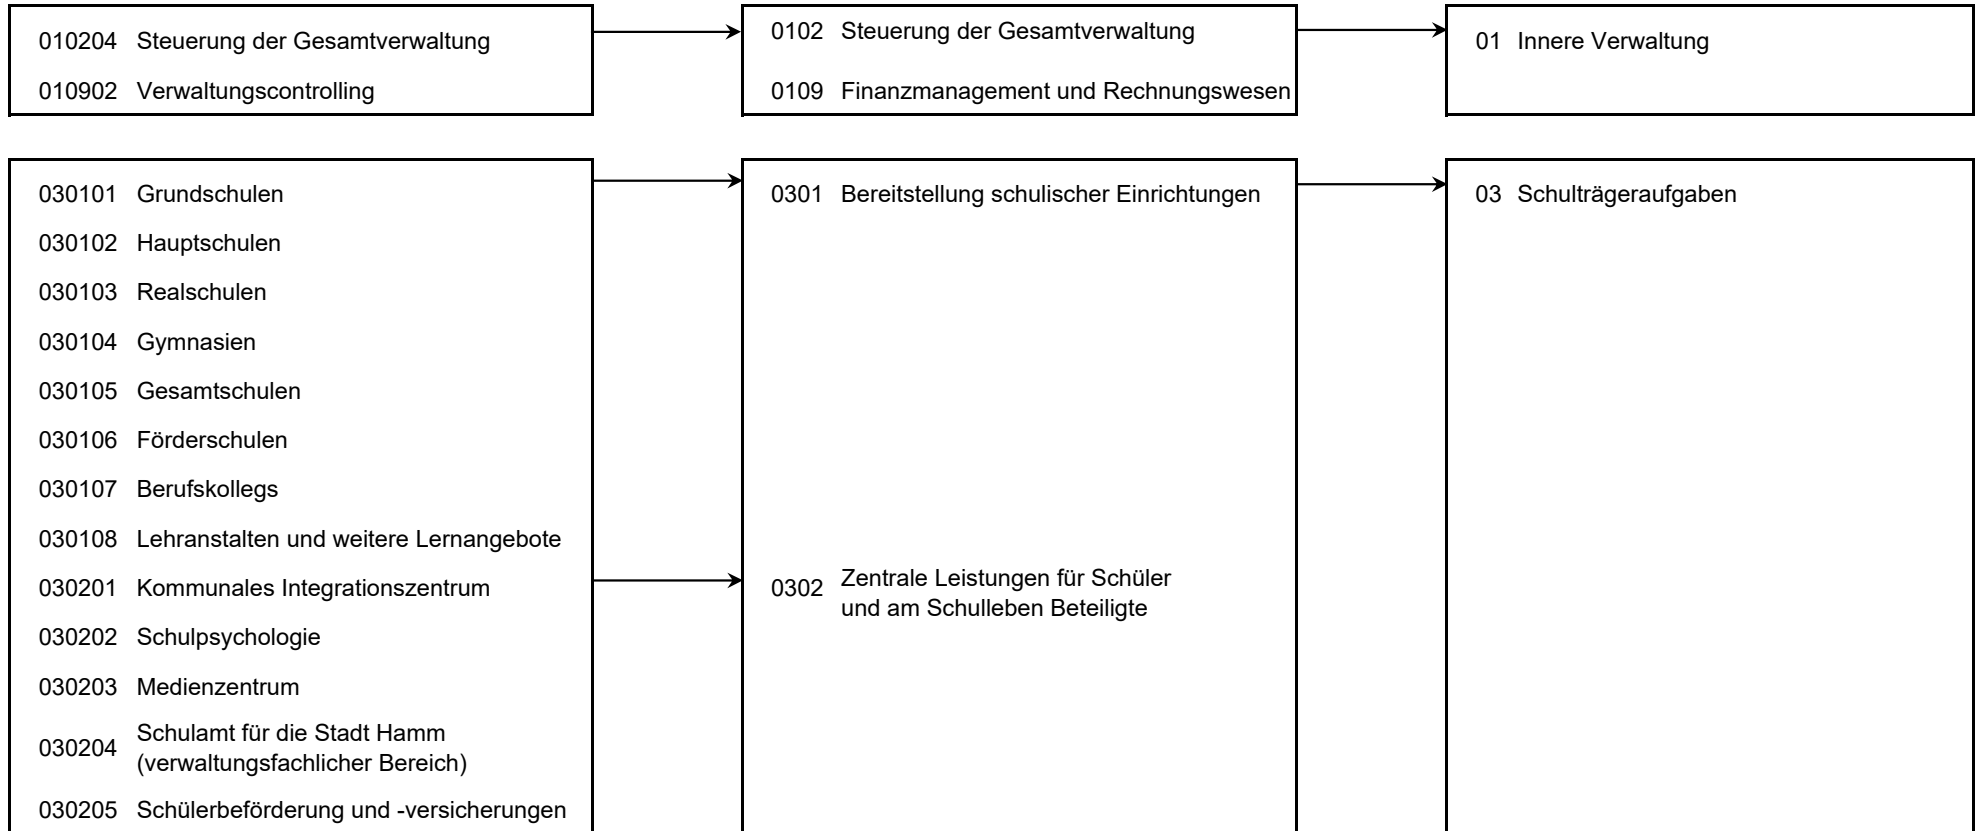 010204 Steuerung der Gesamtverwaltung
010902 Verwaltungscontrolling
0102 Steuerung der Gesamtverwaltung
0109 Finanzmanagement und Rechnungswesen
01 Innere Verwaltung
030101 Grundschulen
030102 Hauptschulen
030103 Realschulen
030104 Gymnasien
030105 Gesamtschulen
030106 Förderschulen
030107 Berufskollegs
030108 Lehranstalten und weitere Lernangebote
030201 Kommunales Integrationszentrum
030202 Schulpsychologie
030203 Medienzentrum
030204 Schulamt für die Stadt Hamm
(verwaltungsfachlicher Bereich)
030205 Schülerbeförderung und -versicherungen
0301 Bereitstellung schulischer Einrichtungen
0302 Zentrale Leistungen für Schüler
und am Schulleben Beteiligte
03 Schulträgeraufgaben